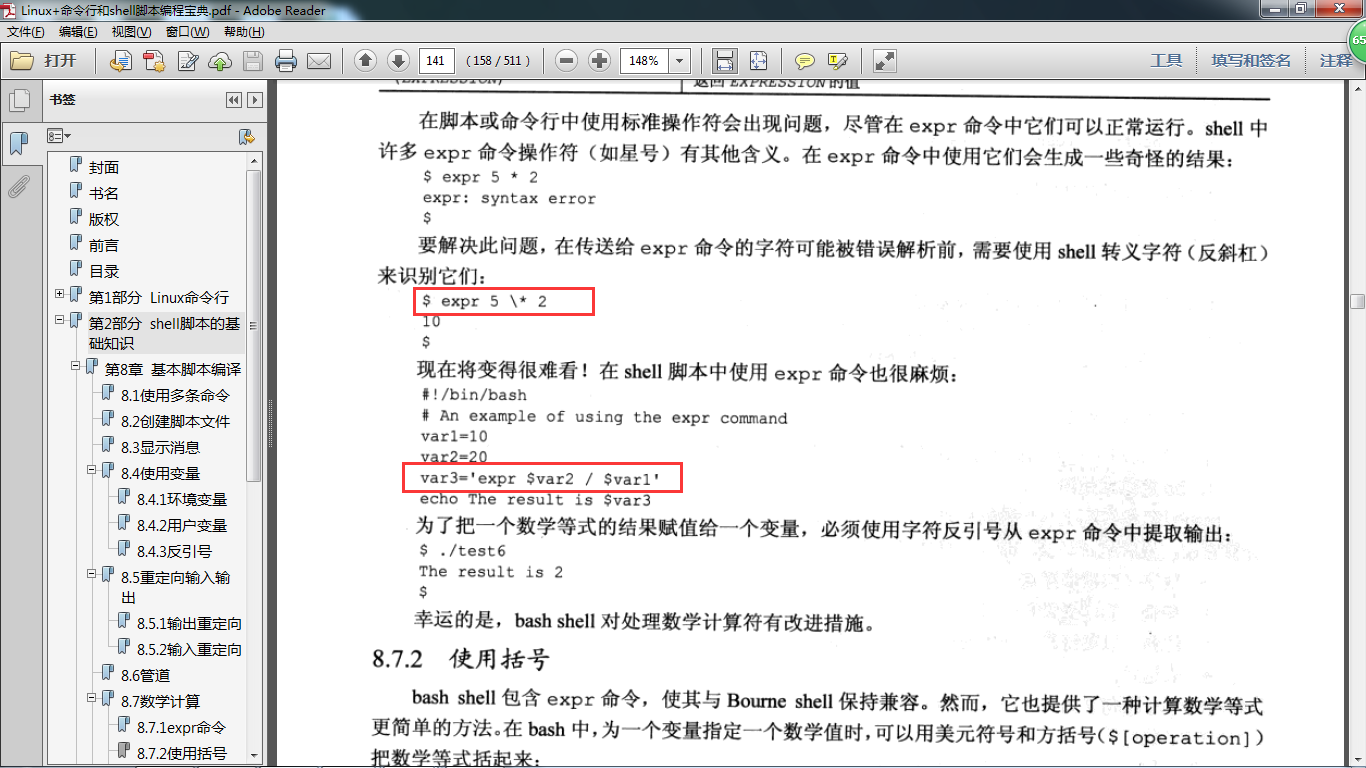 Linux+命令行和shell脚本编程宝典.pdf - Adobe Reader
文件(F) 编辑(E) 视图(V) 窗口(W) 帮助(H)
打开 141 (158 / 511) 148% 工具 填写和签名 注释
65
书签
封面
书名
版权
前言
目录
第1部分 Linux命令行
第2部分 shell脚本的基
础知识
第8章 基本脚本编译
8.1使用多条命令
8.2创建脚本文件
8.3显示消息
8.4使用变量
8.4.1环境变量
8.4.2用户变量
8.4.3反引号
8.5重定向输入输
出
8.5.1输出重定向
8.5.2输入重定向
8.6管道
8.7数学计算
8.7.1expr命令
8.7.2使用括号
(EXPRESSION) 返回 EXPRESSION 的值
在脚本或命令行中使用标准操作符会出现问题，尽管在 expr 命令中它们可以正常运行。shell 中
许多 expr 命令操作符（如星号）有其他含义。在 expr 命令中使用它们会生成一些奇怪的结果：
$ expr 5 * 2
expr: syntax error
$
要解决此问题，在传送给 expr 命令的字符可能被错误解析前，需要使用 shell 转义字符（反斜杠）
来识别它们：
$ expr 5 \* 2
10
$
现在将变得很难看！在 shell 脚本中使用 expr 命令也很麻烦：
#!/bin/bash
# An example of using the expr command
var1=10
var2=20
var3='expr $var2 / $var1'
echo The result is $var3
为了把一个数学等式的结果赋值给一个变量，必须使用字符反引号从 expr 命令中提取输出：
$ ./test6
The result is 2
$
幸运的是，bash shell 对处理数学计算符有改进措施。
8.7.2 使用括号
bash shell 包含 expr 命令，使其与 Bourne shell 保持兼容。然而，它也提供了一种计算数学等式
更简单的方法。在 bash 中，为一个变量指定一个数学值时，可以用美元符号和方括号（$[operation]）
把数学等式括起来：